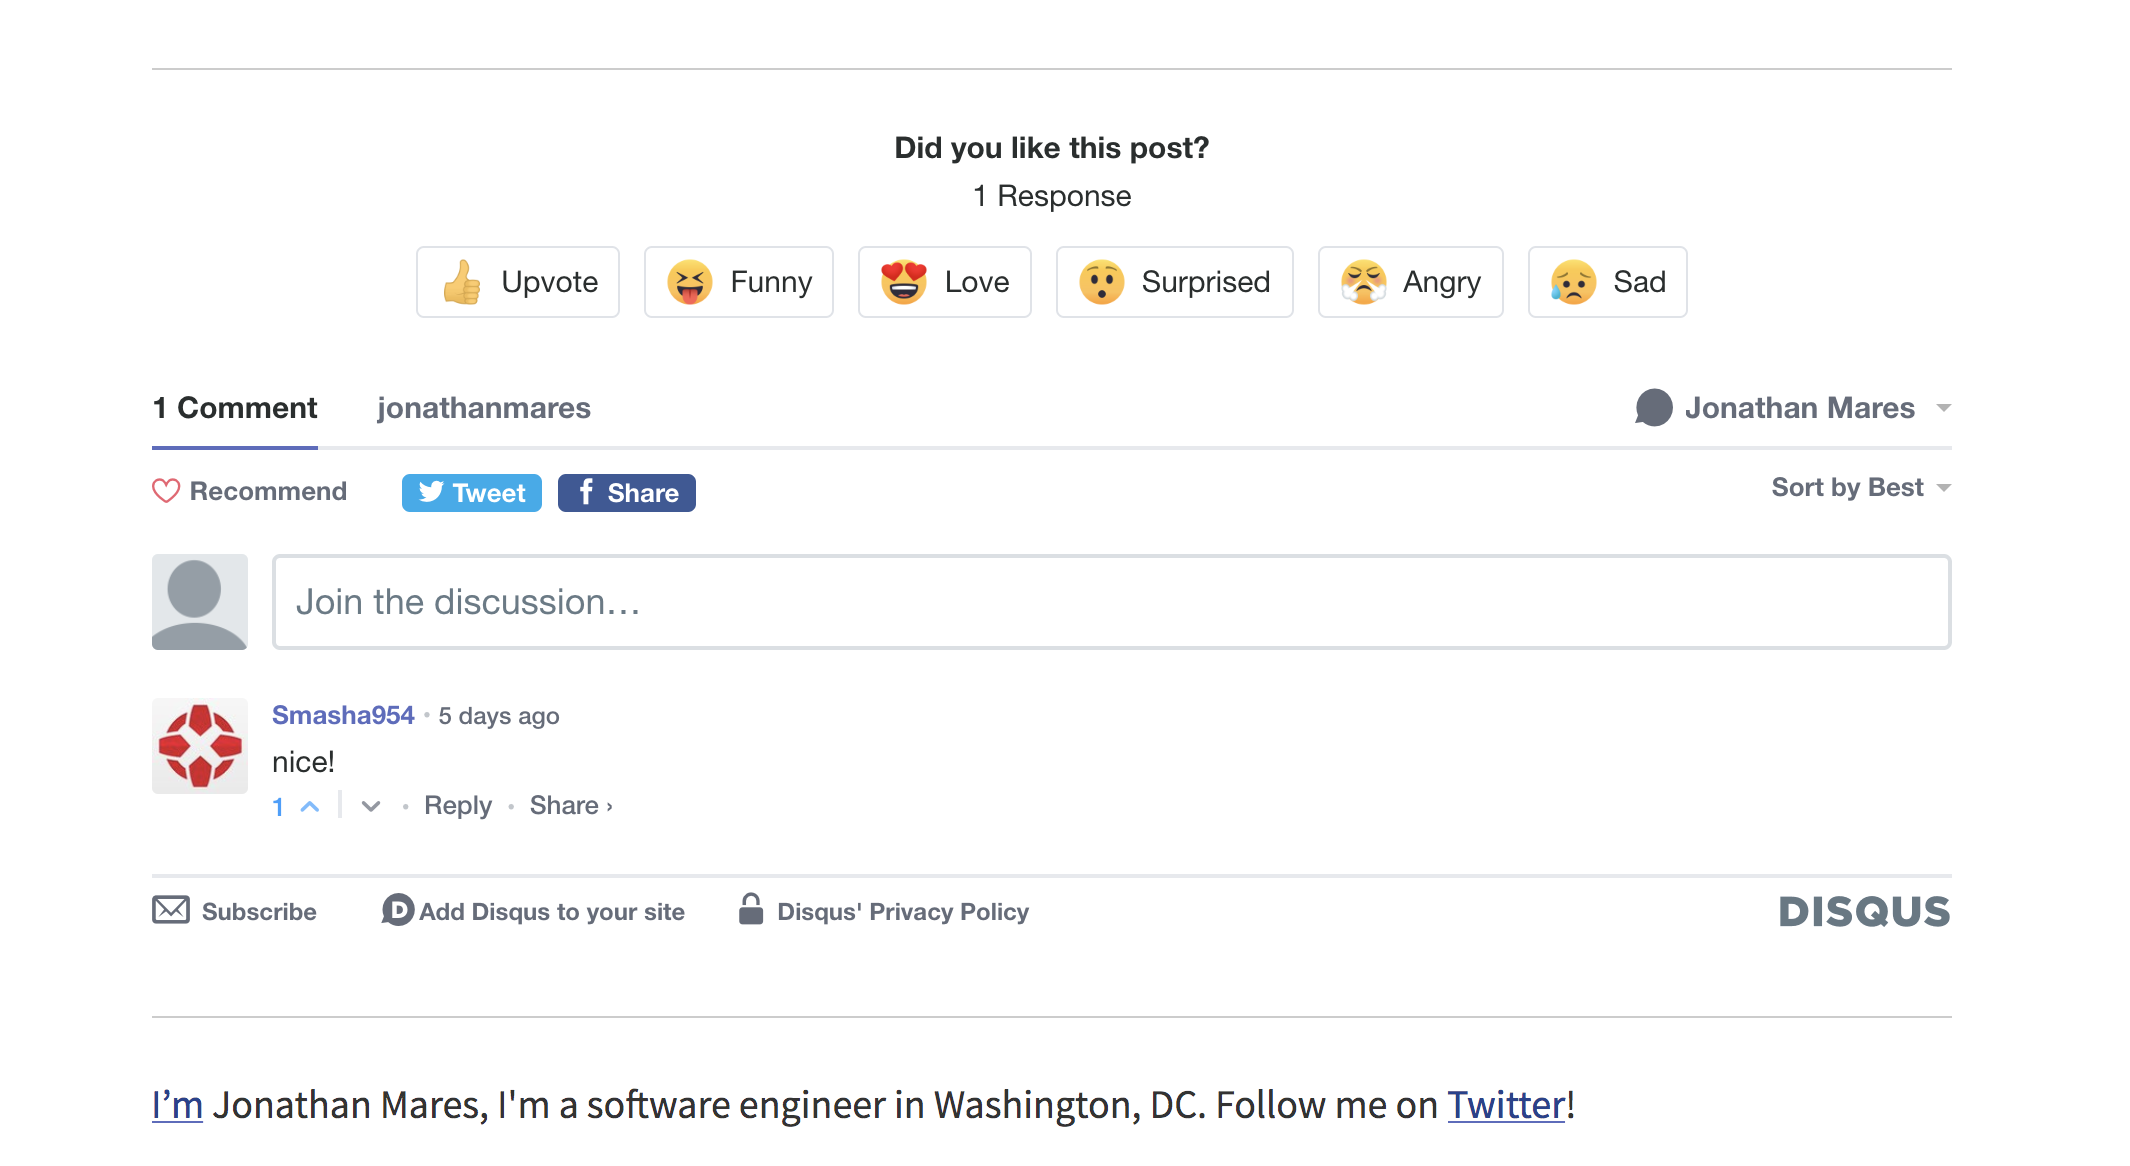 Did you like this post?
1 Response
Upvote Funny Love Surprised Angry Sad
1 Comment jonathanmares Jonathan Mares
Recommend Tweet f Share Sort by Best
Join the discussion…
Smasha954 • 5 days ago
nice!
1 • Reply • Share ›
Subscribe D Add Disqus to your site Disqus' Privacy Policy DISQUS
I’m Jonathan Mares, I'm a software engineer in Washington, DC. Follow me on Twitter!